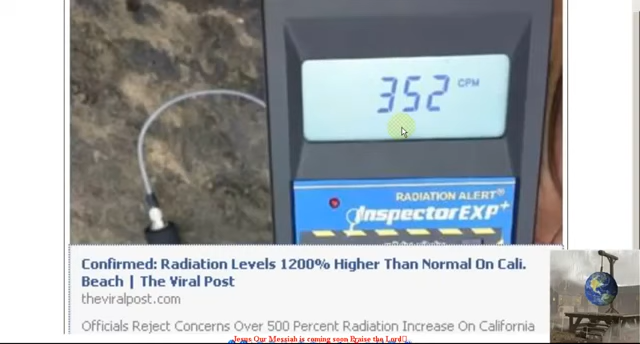 352 CPM
RADIATION ALERT®
Inspector EXP+
Confirmed: Radiation Levels 1200% Higher Than Normal On Cali.
Beach | The Viral Post
theviralpost.com
Officials Reject Concerns Over 500 Percent Radiation Increase On California
Jesus Our Messiah is coming soon Praise the Lord